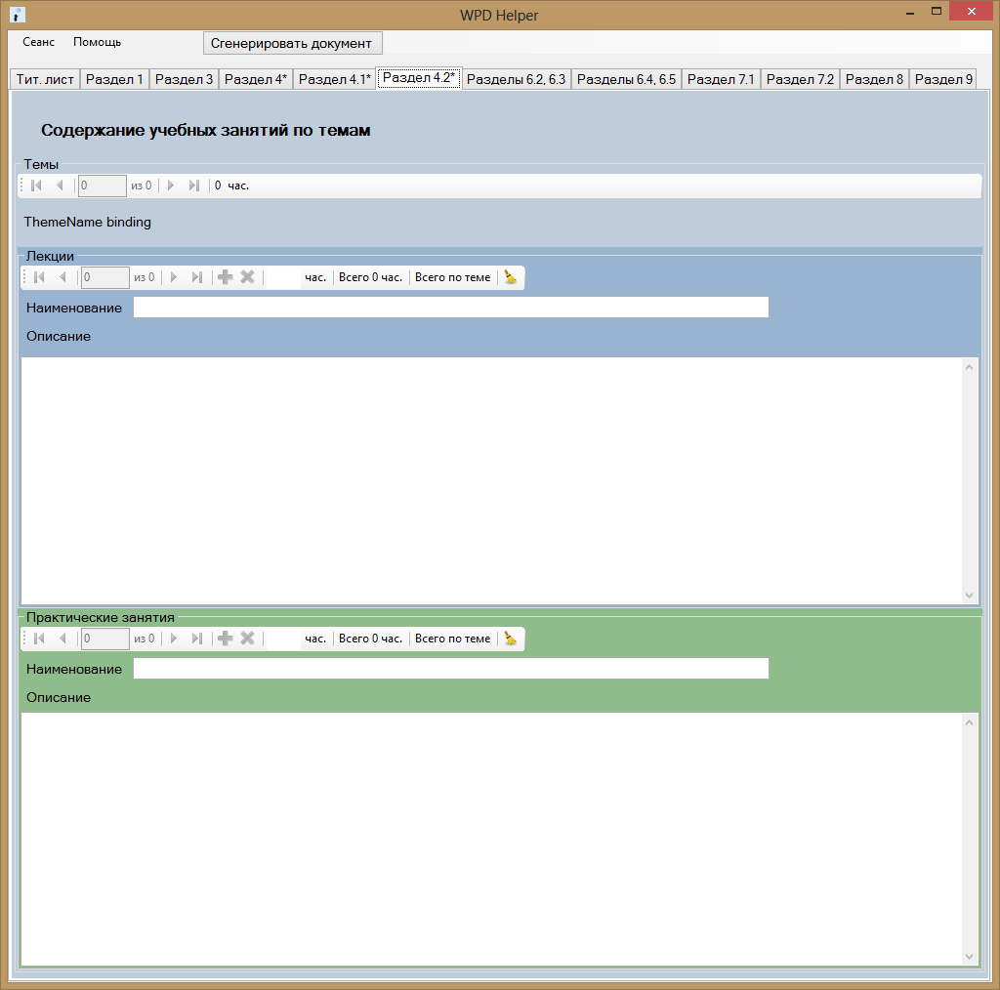 WPD Helper
Сеанс Помощь Сгенерировать документ
Тит. лист Раздел 1 Раздел 3 Раздел 4* Раздел 4.1* Раздел 4.2* Разделы 6.2, 6.3 Разделы 6.4, 6.5 Раздел 7.1 Раздел 7.2 Раздел 8 Раздел 9
Содержание учебных занятий по темам
Темы
0 из 0 0 час.
ThemeName binding
Лекции
0 из 0 час. Всего 0 час. Всего по теме
Наименование
Описание
Практические занятия
0 из 0 час. Всего 0 час. Всего по теме
Наименование
Описание